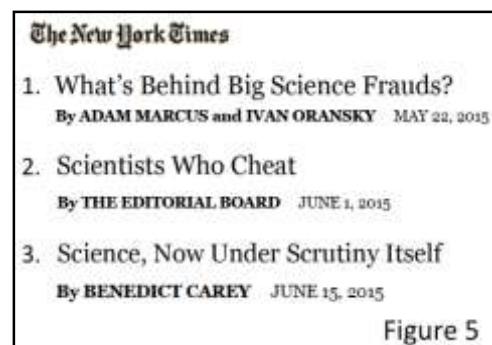 The New York Times
1. What's Behind Big Science Frauds?
By ADAM MARCUS and IVAN ORANSKY MAY 22, 2015
2. Scientists Who Cheat
By THE EDITORIAL BOARD JUNE 1, 2015
3. Science, Now Under Scrutiny Itself
By BENEDICT CAREY JUNE 15, 2015
Figure 5